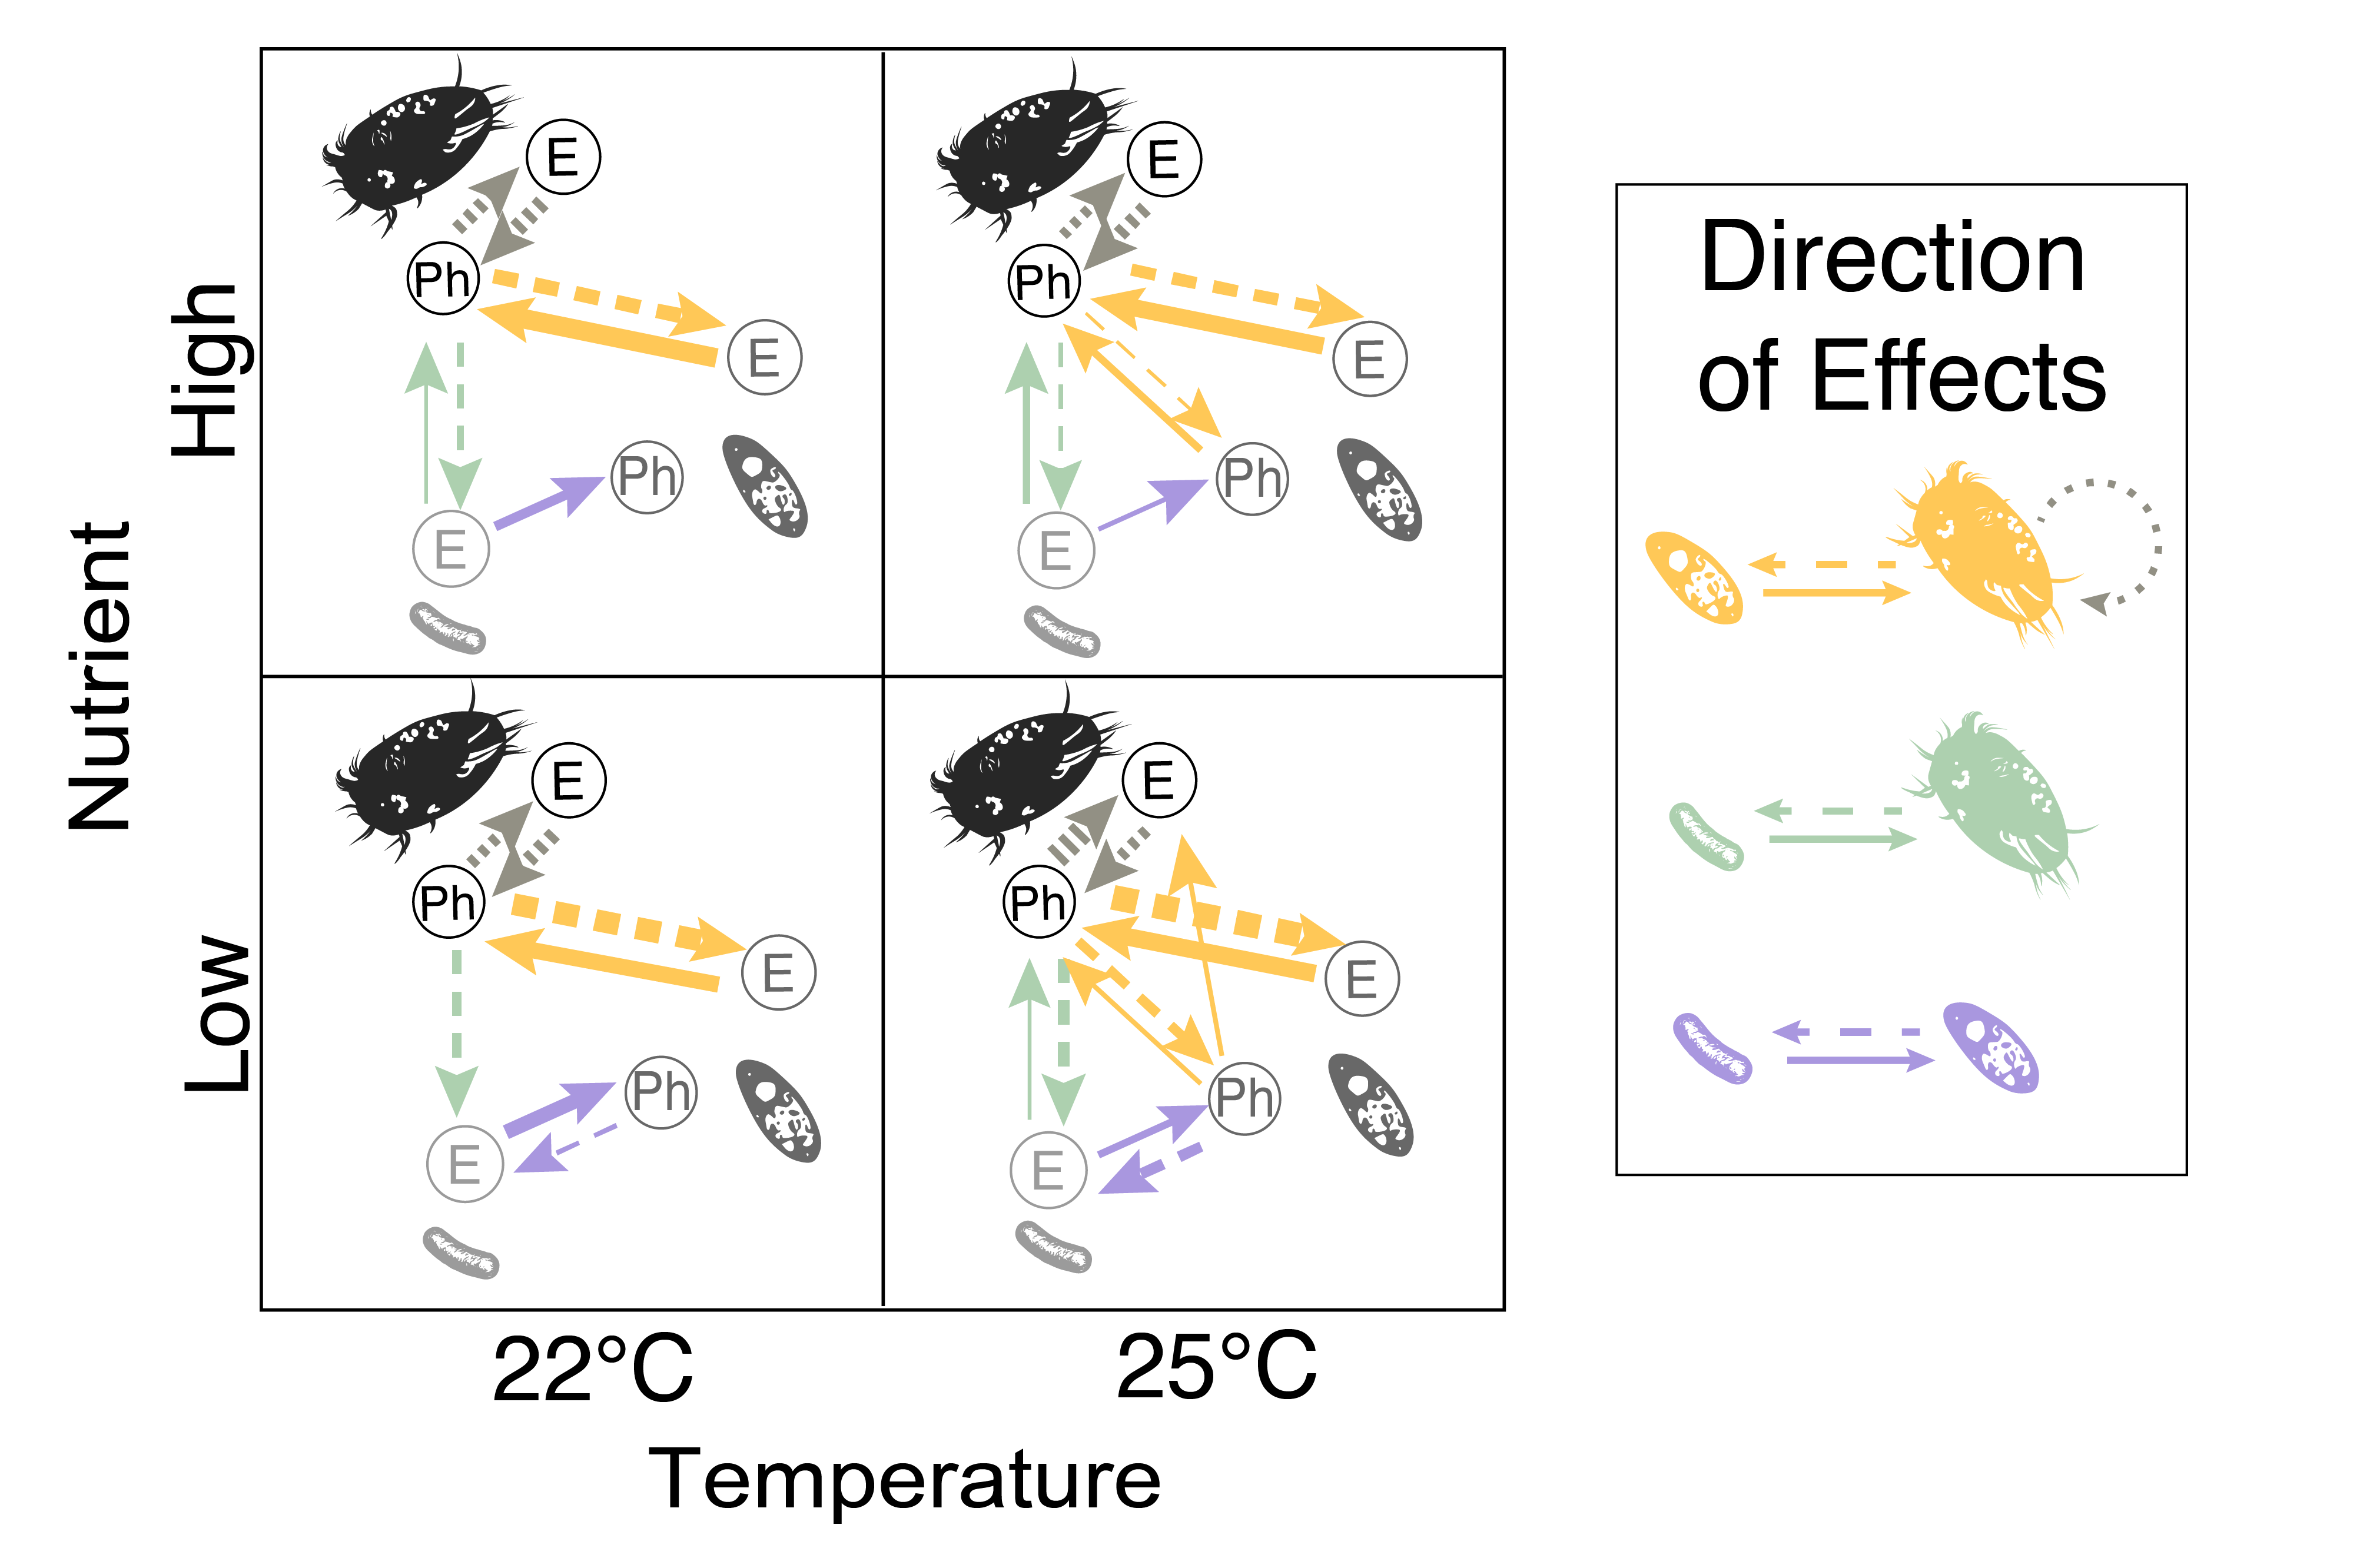 E
Ph
E
Ph
E
E
Ph
E
Ph
E
High
Nutrient
Low
E
Ph
E
Ph
E
E
Ph
E
Ph
E
22°C
25°C
Temperature
Direction
of Effects